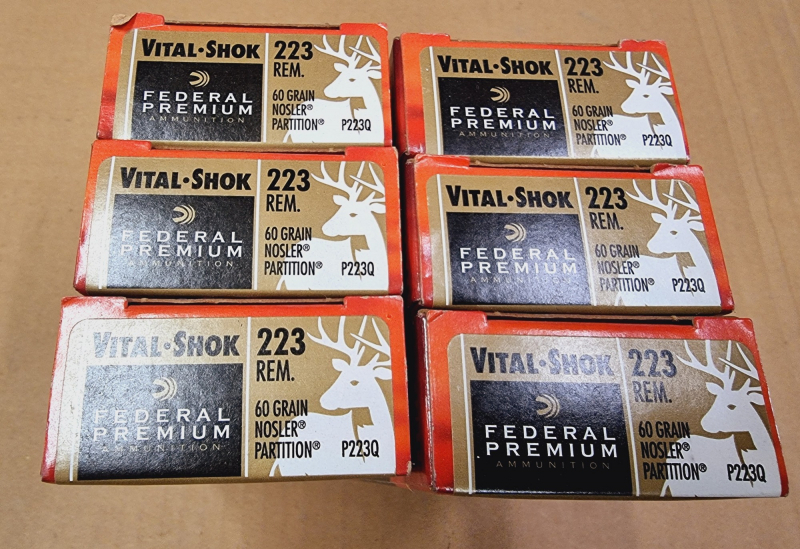 VITAL•SHOK
223
REM.
FEDERAL
PREMIUM
AMMUNITION
60 GRAIN
NOSLER®
PARTITION® P223Q
VITAL•SHOK
223
REM.
FEDERAL
PREMIUM
AMMUNITION
60 GRAIN
NOSLER®
PARTITION® P223Q
VITAL•SHOK
223
REM.
FEDERAL
PREMIUM
AMMUNITION
60 GRAIN
NOSLER®
PARTITION® P223Q
VITAL•SHOK
223
REM.
FEDERAL
PREMIUM
AMMUNITION
60 GRAIN
NOSLER®
PARTITION® P223Q
VITAL•SHOK
223
REM.
FEDERAL
PREMIUM
AMMUNITION
60 GRAIN
NOSLER®
PARTITION® P223Q
VITAL•SHOK
223
REM.
FEDERAL
PREMIUM
AMMUNITION
60 GRAIN
NOSLER®
PARTITION® P223Q